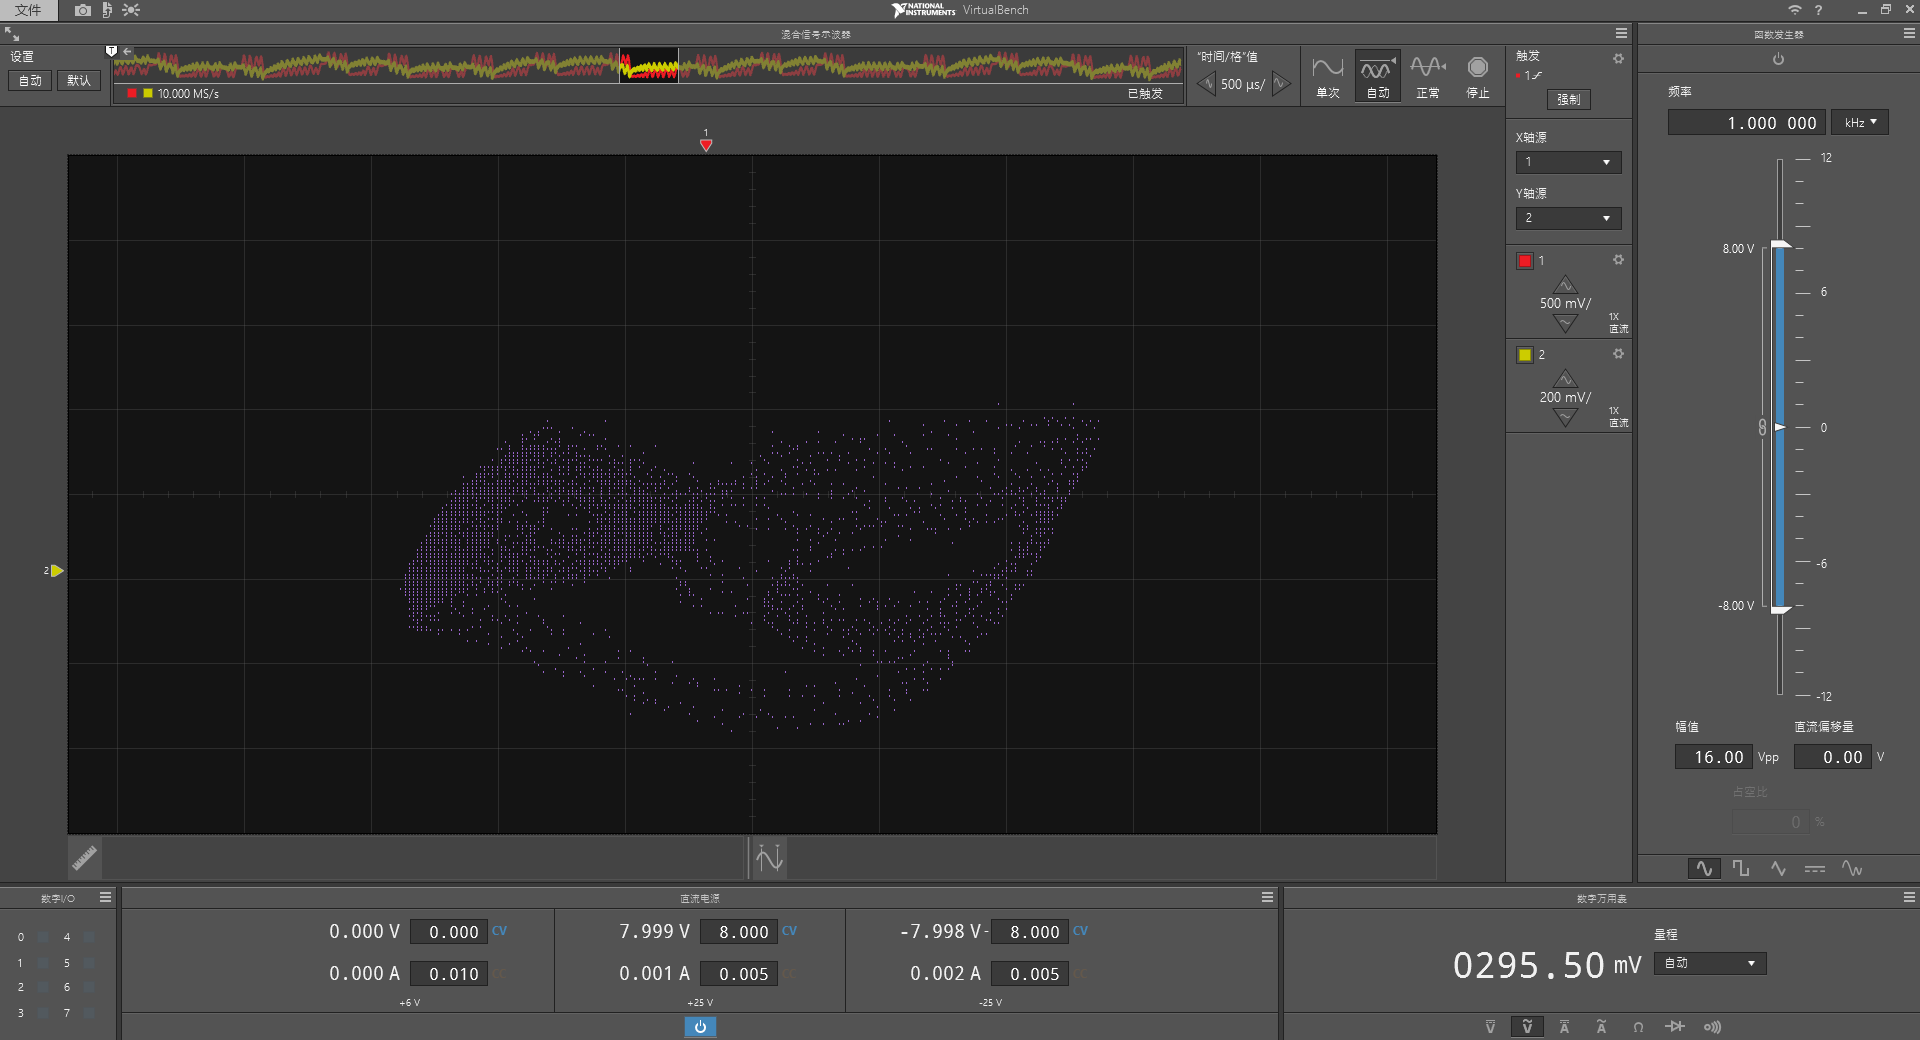 文件
NATIONAL INSTRUMENTS VirtualBench
?
混合信号示波器
函数发生器
设置
自动
默认
T
10.000 MS/s
已触发
"时间/格"值
500 µs/
单次
自动
正常
停止
触发
1
强制
X轴源
1
Y轴源
2
1
500 mV/
1X
直流
2
200 mV/
1X
直流
1
2
频率
1.000 000
kHz
12
8.00 V
6
0
-6
-8.00 V
-12
幅值
直流偏移量
16.00 Vpp
0.00 V
占空比
0 %
数字I/O
0 4
1 5
2 6
3 7
直流电源
0.000 V 0.000 CV
0.000 A 0.010 CC
+6 V
7.999 V 8.000 CV
0.001 A 0.005 CC
+25 V
-7.998 V - 8.000 CV
0.002 A 0.005 CC
-25 V
数字万用表
量程
0295.50 mV
自动
V
V
A
A
Ω